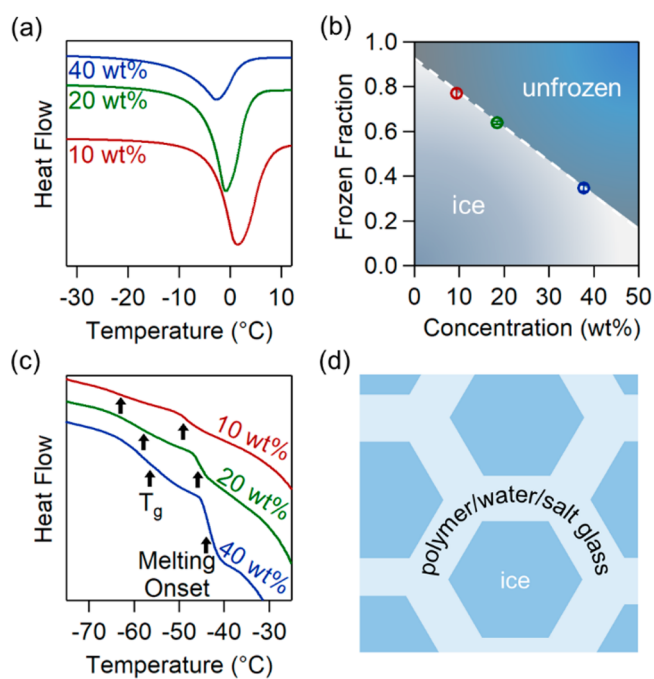 (a)
40 wt%
20 wt%
10 wt%
Heat Flow
-30 -20 -10 0 10
Temperature (°C)
(b)
1.0
0.8
0.6
0.4
0.2
0.0
Frozen Fraction
unfrozen
ice
0 10 20 30 40 50
Concentration (wt%)
(c)
Heat Flow
10 wt%
20 wt%
40 wt%
Tg
Melting
Onset
-70 -60 -50 -40 -30
Temperature (°C)
(d)
polymer/water/salt glass
ice